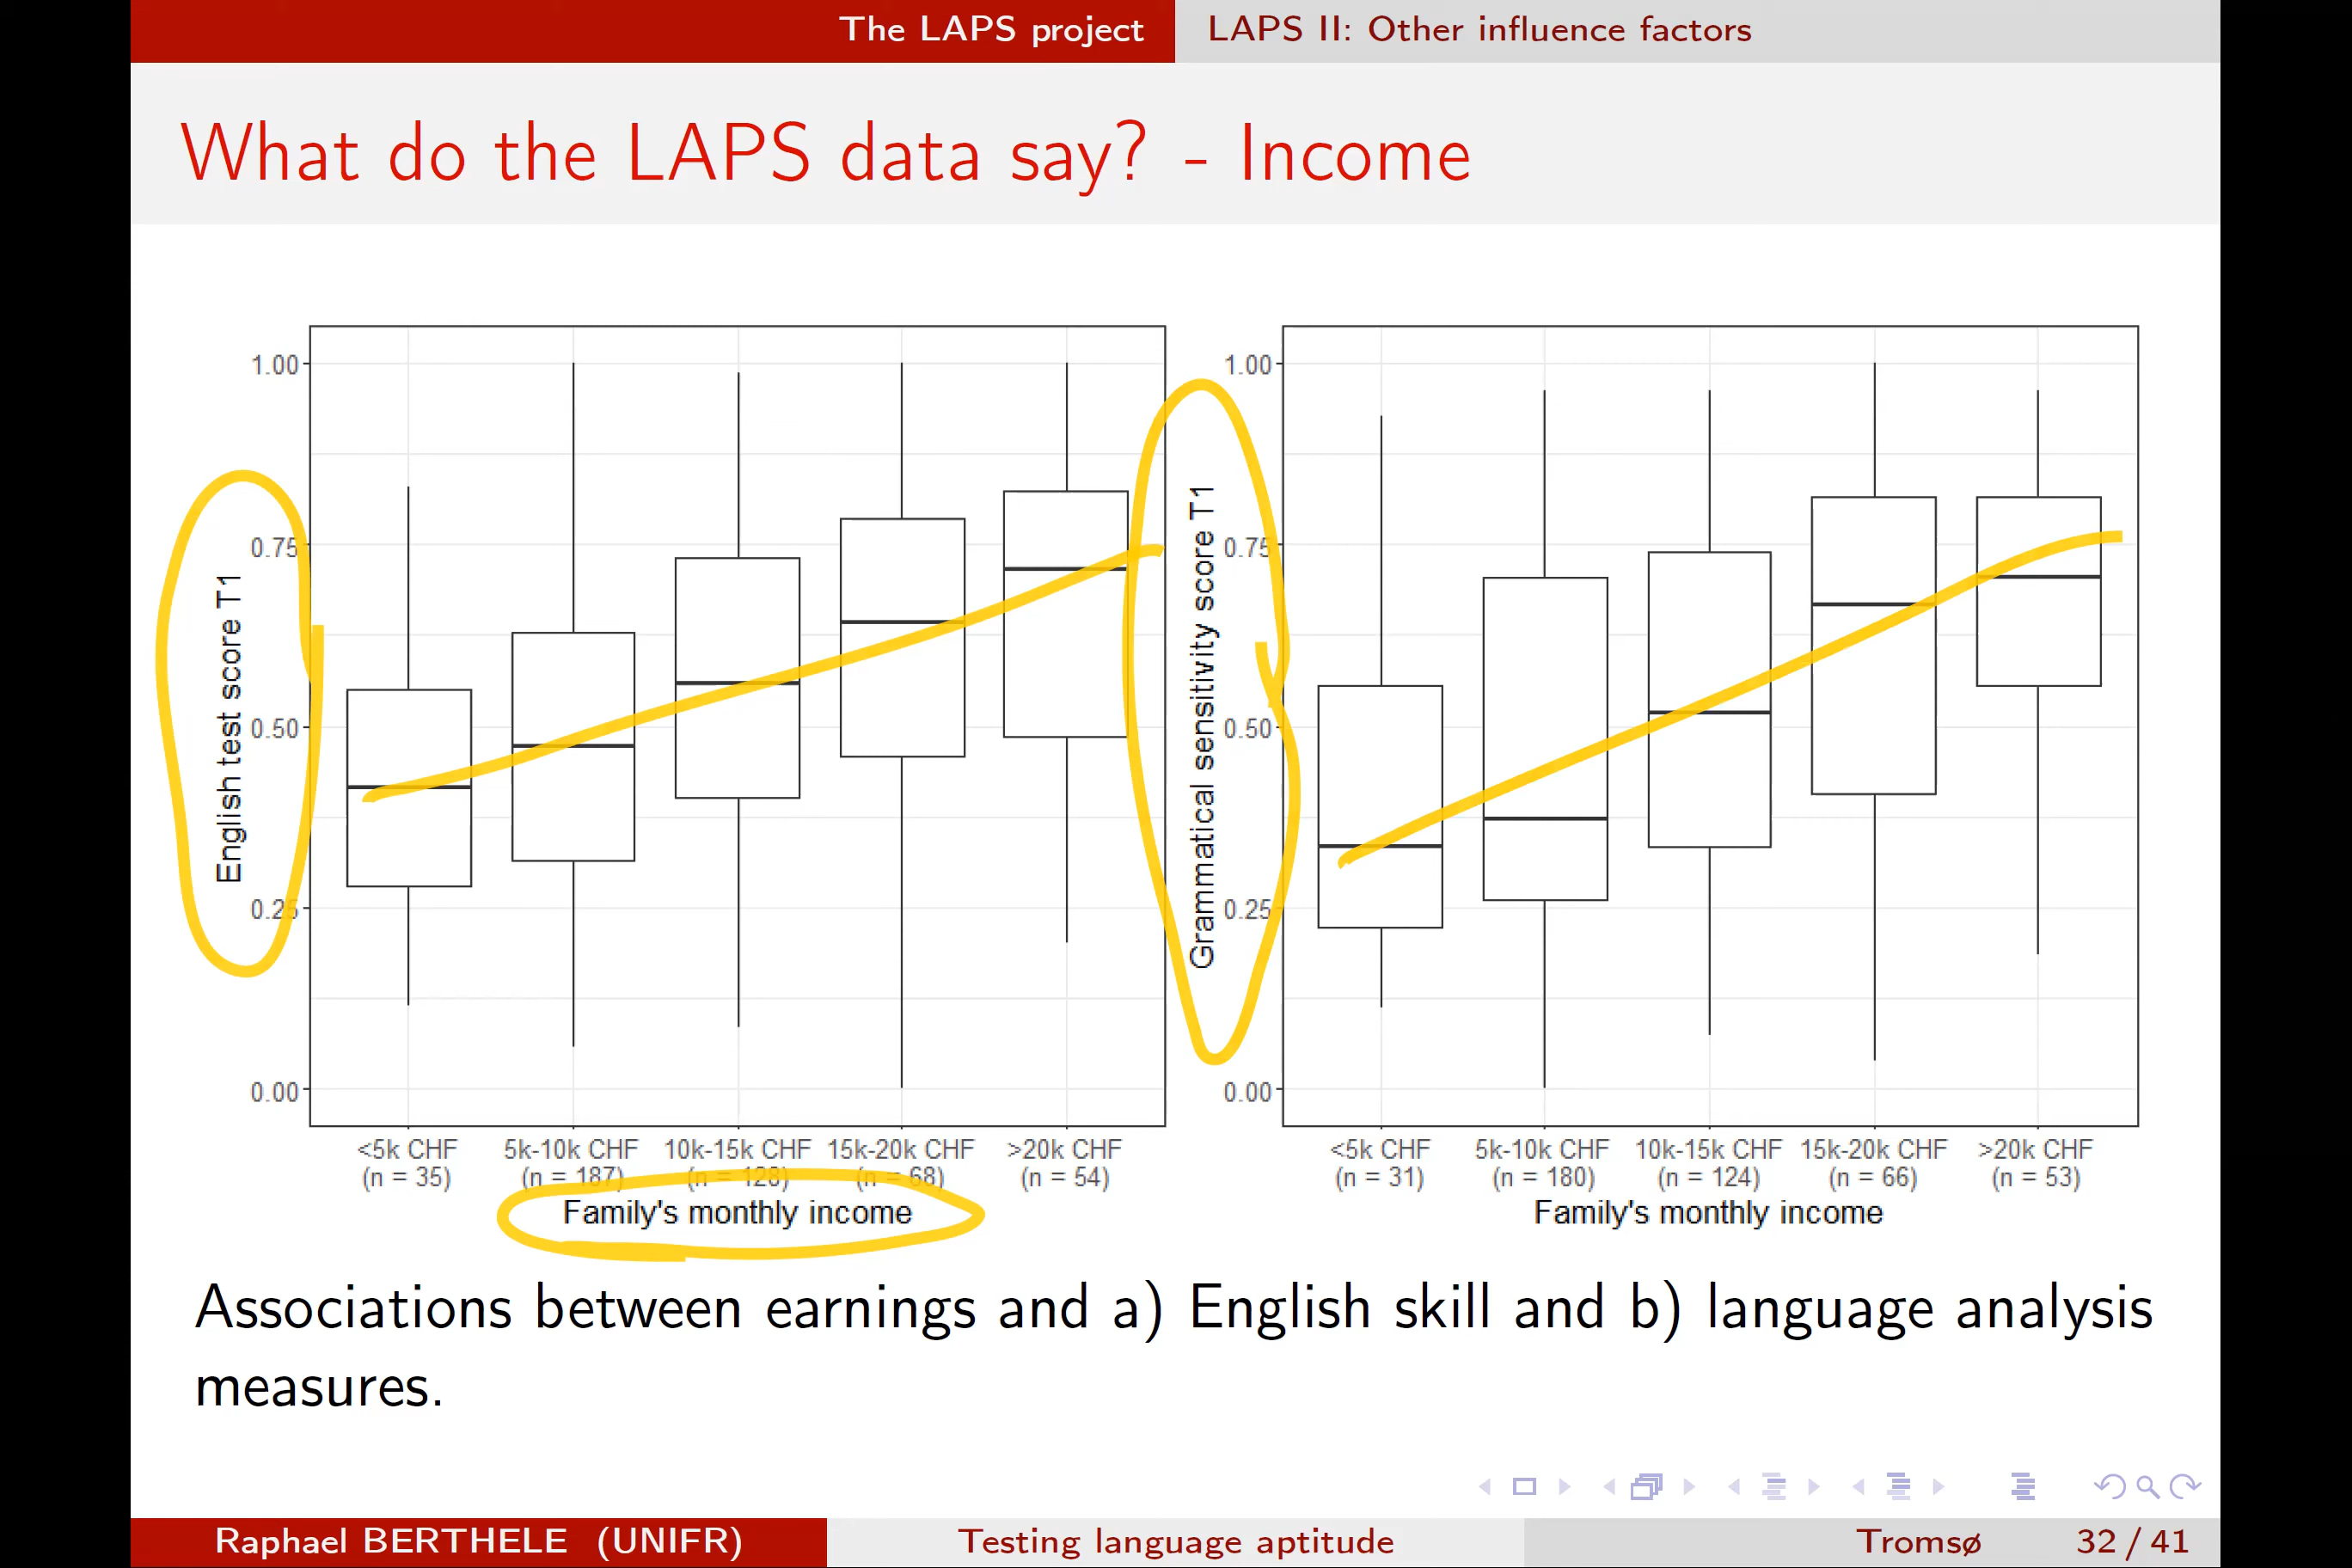 The LAPS project
LAPS II: Other influence factors
What do the LAPS data say? - Income
English test score T1
1.00
0.75
0.50
0.25
0.00
<5k CHF 5k-10k CHF 10k-15k CHF 15k-20k CHF >20k CHF
(n = 35) (n = 187) (n = 128) (n = 68) (n = 54)
Family's monthly income
Grammatical sensitivity score T1
1.00
0.75
0.50
0.25
0.00
<5k CHF 5k-10k CHF 10k-15k CHF 15k-20k CHF >20k CHF
(n = 31) (n = 180) (n = 124) (n = 66) (n = 53)
Family's monthly income
Associations between earnings and a) English skill and b) language analysis
measures.
Raphael BERTHELE (UNIFR)
Testing language aptitude
Tromsø 32 / 41